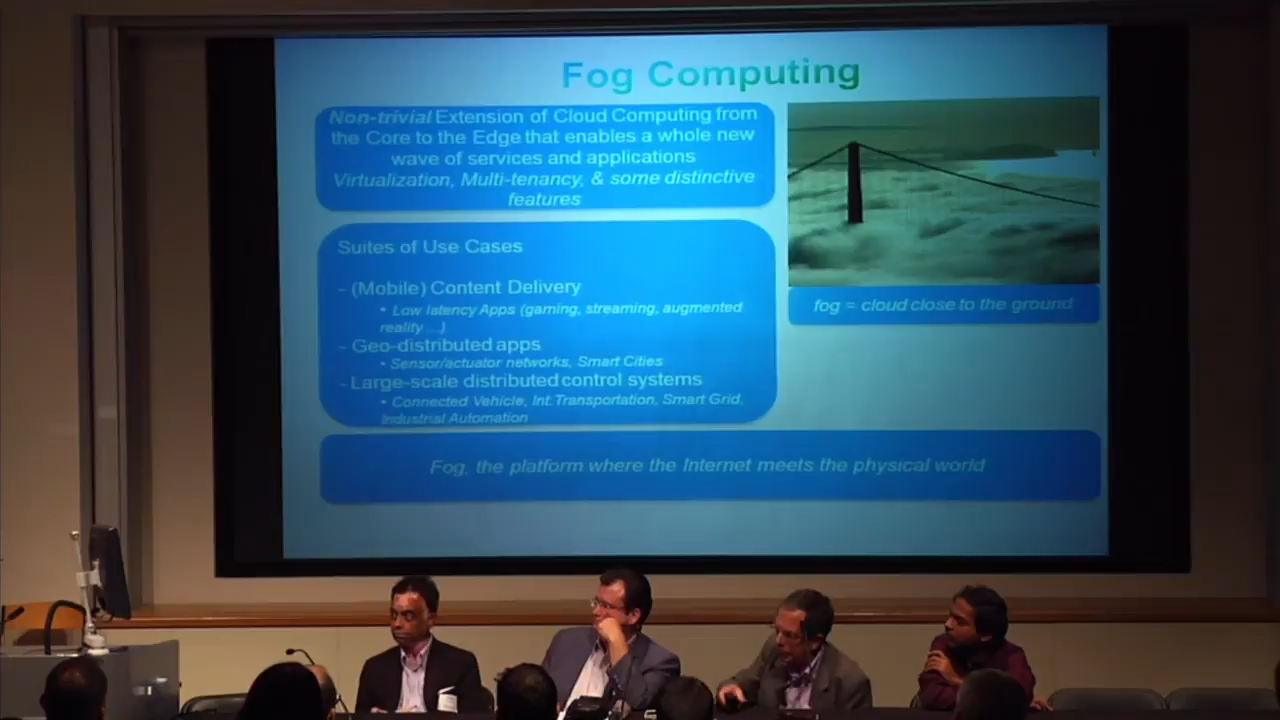 Fog Computing
Non-trivial Extension of Cloud Computing from
the Core to the Edge that enables a whole new
wave of services and applications
Virtualization, Multi-tenancy, & some distinctive
features
Suites of Use Cases
- (Mobile) Content Delivery
• Low latency Apps (gaming, streaming, augmented
reality ...)
- Geo-distributed apps
• Sensor/actuator networks, Smart Cities
- Large-scale distributed control systems
• Connected Vehicle, Int.Transportation, Smart Grid,
Industrial Automation
fog = cloud close to the ground
Fog, the platform where the Internet meets the physical world